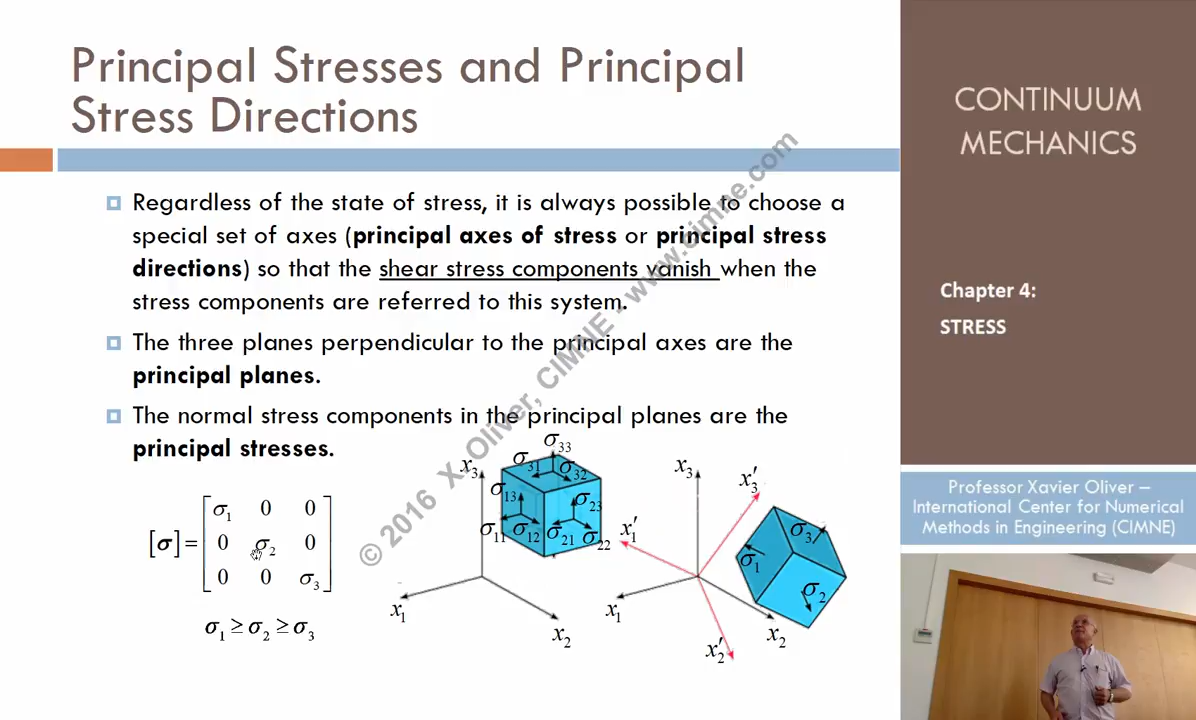 Principal Stresses and Principal
Stress Directions
Regardless of the state of stress, it is always possible to choose a
special set of axes (principal axes of stress or principal stress
directions) so that the shear stress components vanish when the
stress components are referred to this system.
The three planes perpendicular to the principal axes are the
principal planes.
The normal stress components in the principal planes are the
principal stresses.
[σ] = [σ₁ 0 0
0 σ₂ 0
0 0 σ₃]
σ₁ ≥ σ₂ ≥ σ₃
x₃
σ₃₃
σ₃₁
σ₃₂
σ₁₃
σ₂₃
σ₁₁
σ₁₂
σ₂₁
σ₂₂
x₁
x₂
x₃
x′₃
x′₁
σ₃
σ₁
σ₂
x₁
x₂
x′₂
© 2016 X. Oliver, CIMNE - www.cimne.com
CONTINUUM
MECHANICS
Chapter 4:
STRESS
Professor Xavier Oliver –
International Center for Numerical
Methods in Engineering (CIMNE)